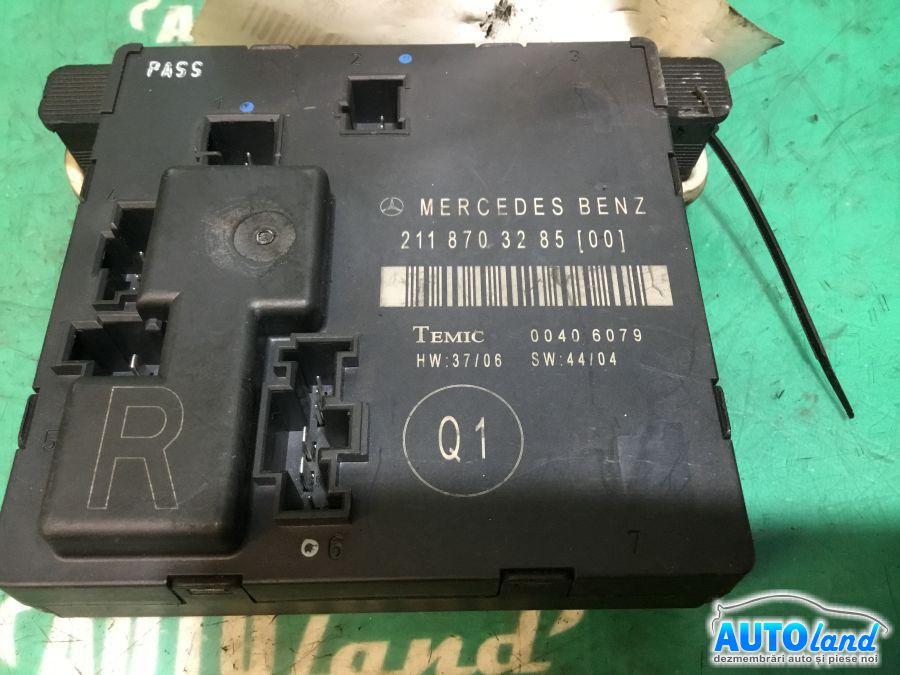 PASS
1
2
3
4
MERCEDES BENZ
211 870 32 85 [00]
TEMIC 0040 6079
HW:37/06 SW:44/04
R
5
Q1
6
7
AUTOland
dezmembrări auto și piese noi